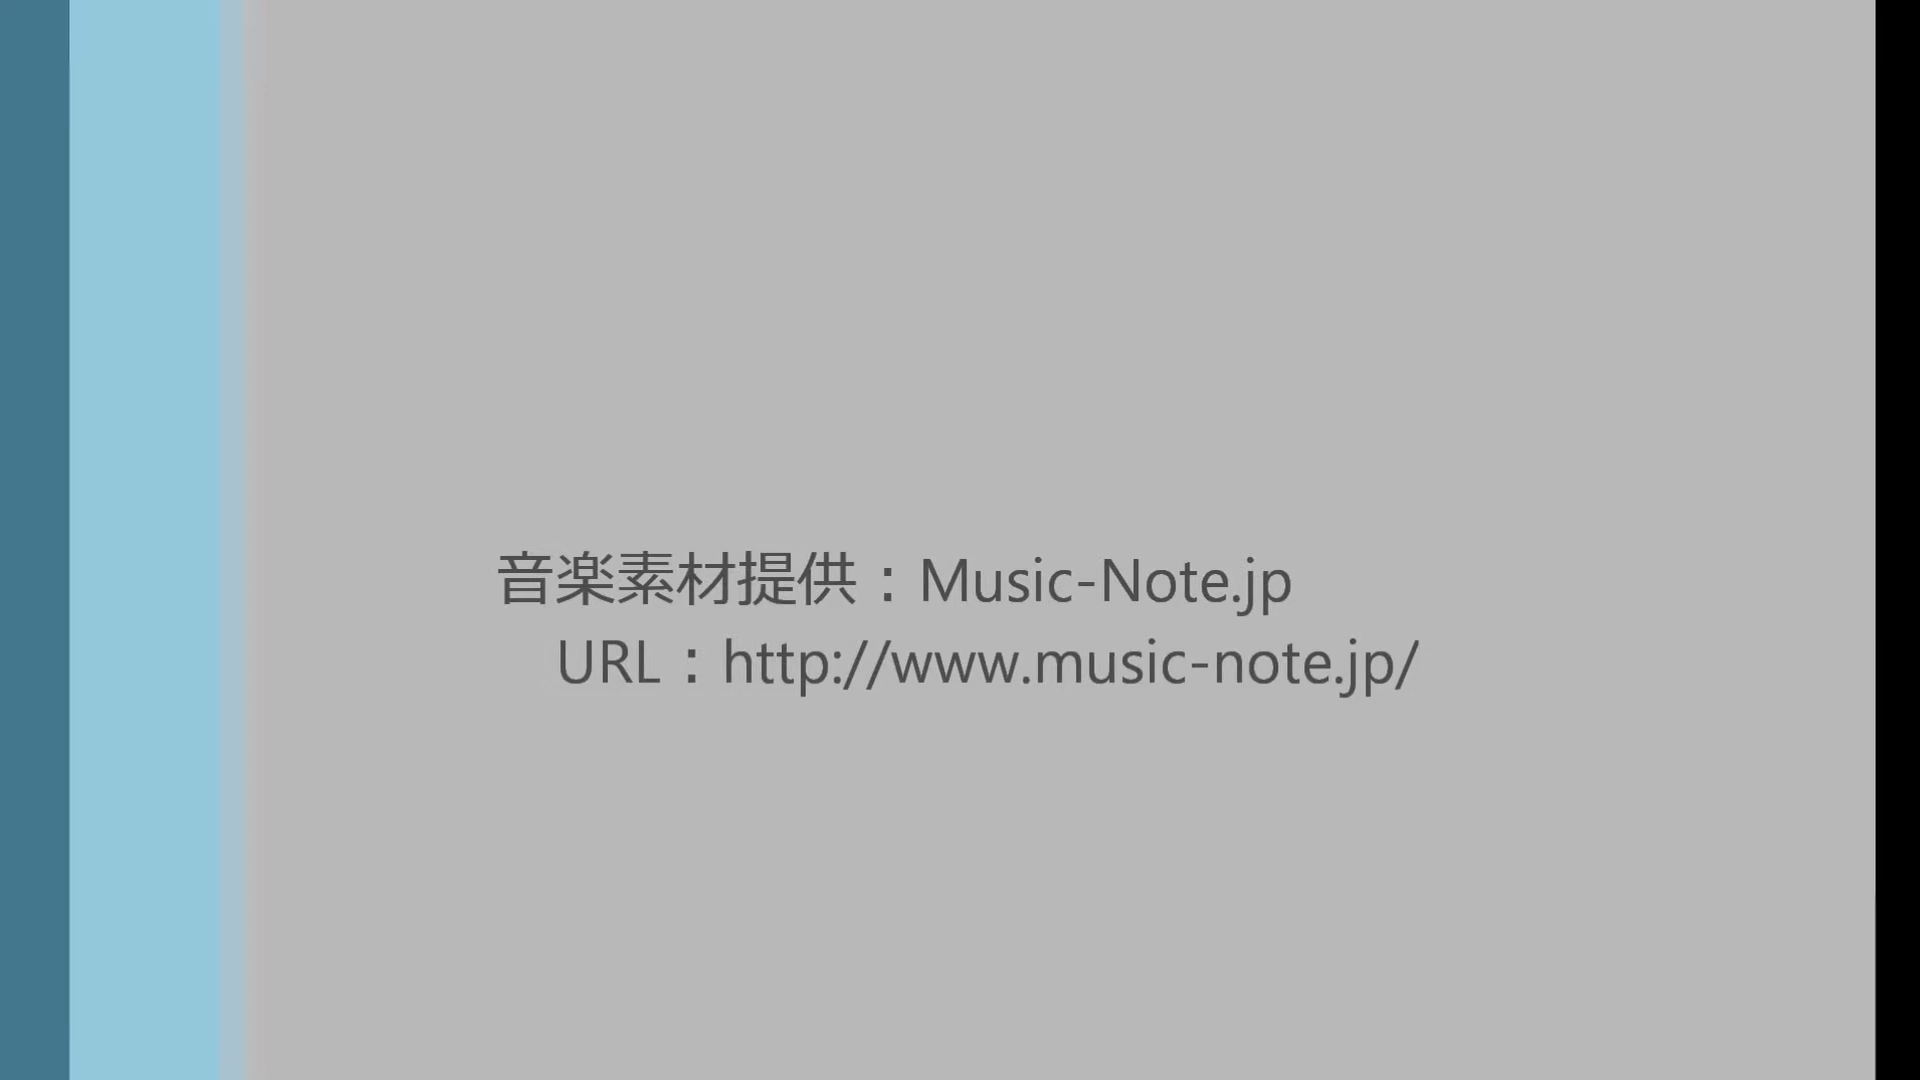 音楽素材提供：Music-Note.jp
URL：http://www.music-note.jp/